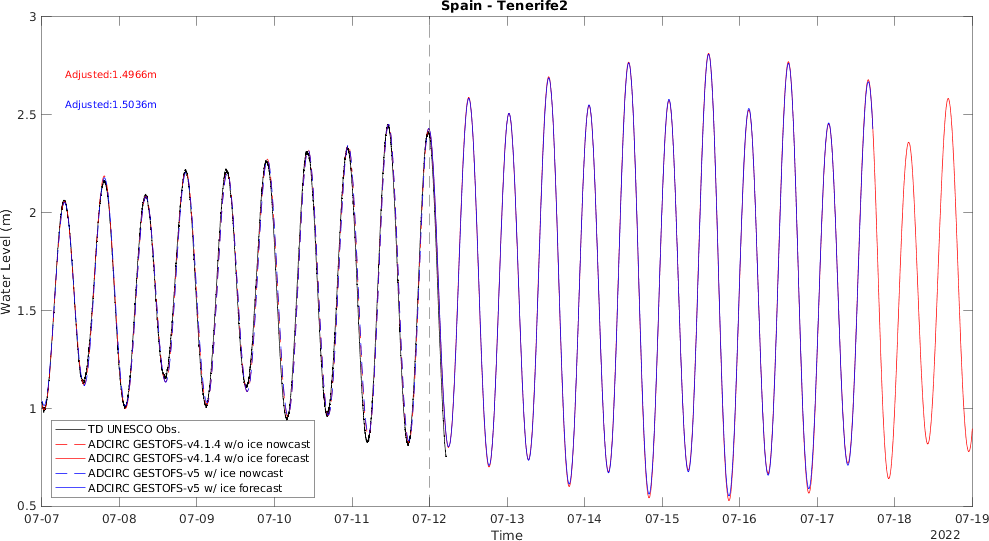 Spain - Tenerife2
Adjusted:1.4966m
Adjusted:1.5036m
Water Level (m)
3
2.5
2
1.5
1
0.5
TD UNESCO Obs.
ADCIRC GESTOFS-v4.1.4 w/o ice nowcast
ADCIRC GESTOFS-v4.1.4 w/o ice forecast
ADCIRC GESTOFS-v5 w/ ice nowcast
ADCIRC GESTOFS-v5 w/ ice forecast
07-07 07-08 07-09 07-10 07-11 07-12 07-13 07-14 07-15 07-16 07-17 07-18 07-19
Time
2022